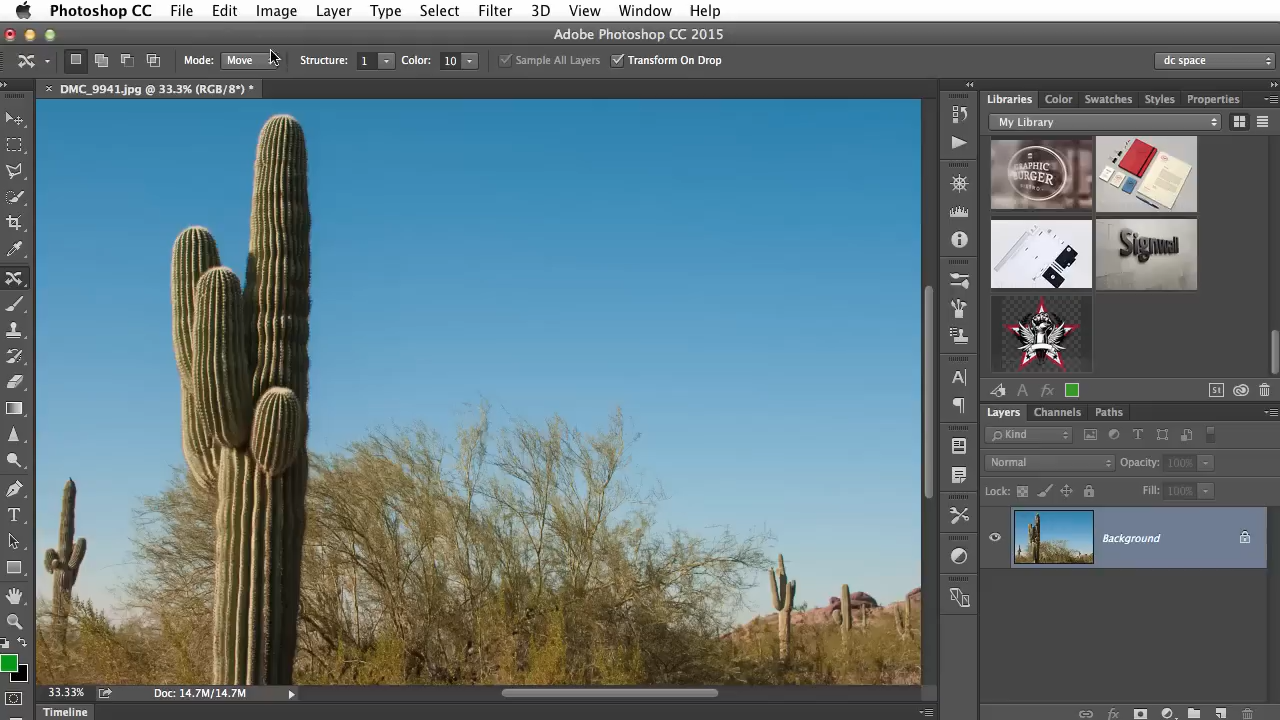 Photoshop CC File Edit Image Layer Type Select Filter 3D View Window Help
Adobe Photoshop CC 2015
Mode: Move Structure: 1 Color: 10 Sample All Layers Transform On Drop dc space
DMC_9941.jpg @ 33.3% (RGB/8*) *
Libraries Color Swatches Styles Properties
My Library
GRAPHIC
BURGER
Signwall
Layers Channels Paths
Kind
Normal Opacity: 100%
Lock: Fill: 100%
Background
33.33% Doc: 14.7M/14.7M
Timeline